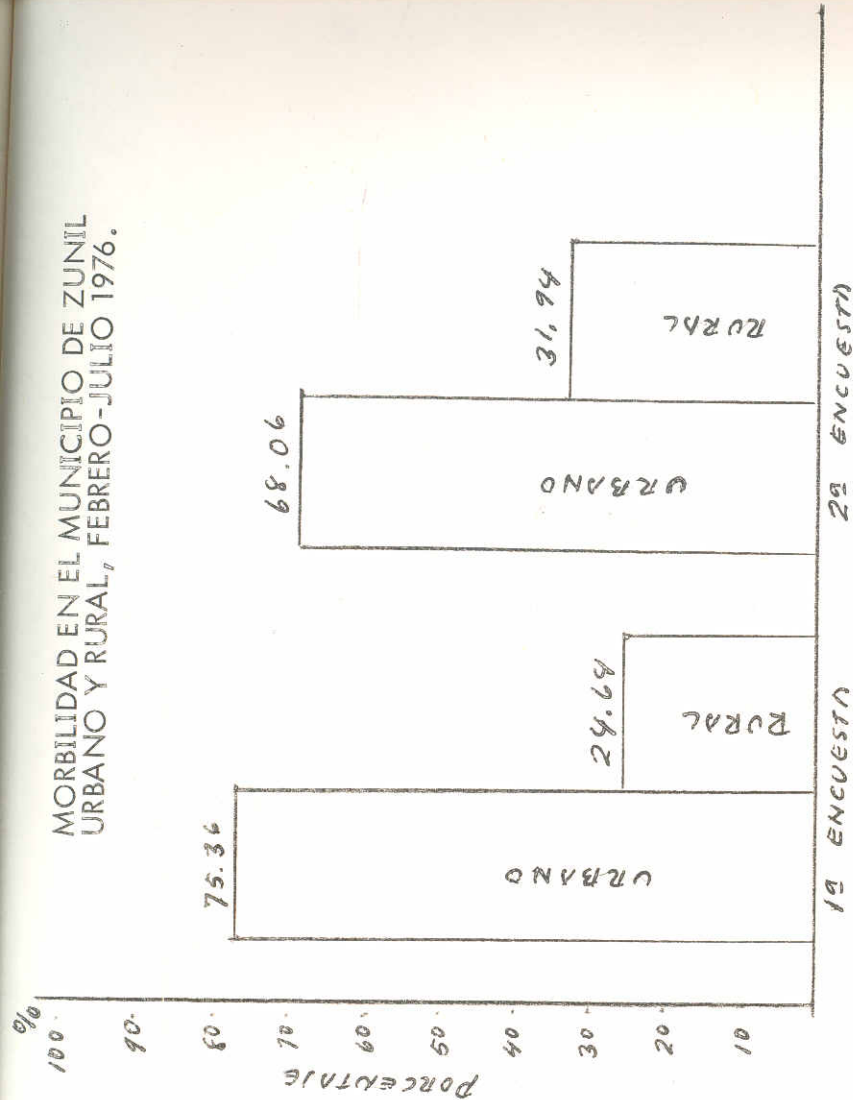 MORBILIDAD EN EL MUNICIPIO DE ZUNIL
URBANO Y RURAL, FEBRERO-JULIO 1976.
%
100
90
80
70
60
50
40
30
20
10
PORCENTAJE
75.36
URBANO
24.64
RURAL
68.06
URBANO
31,94
RURAL
1ª ENCUESTA
2ª ENCUESTA